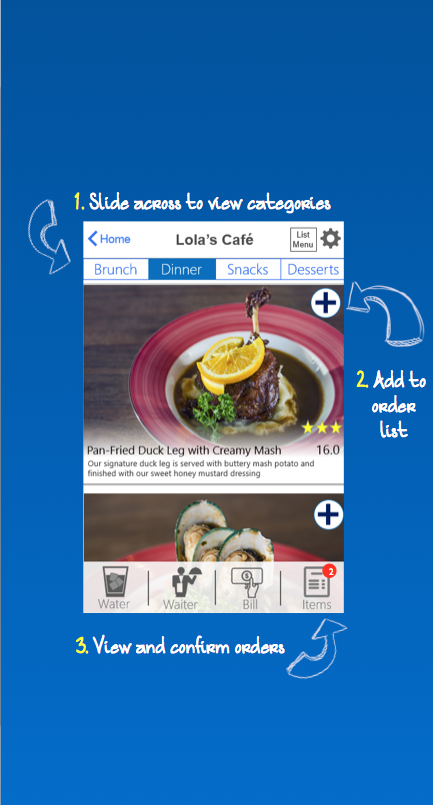 1. Slide across to view categories
Home
Lola's Café
List
Menu
Brunch
Dinner
Snacks
Desserts
2. Add to
order
list
Pan-Fried Duck Leg with Creamy Mash
16.0
Our signature duck leg is served with buttery mash potato and
finished with our sweet honey mustard dressing
2
Water
Waiter
Bill
Items
3. View and confirm orders